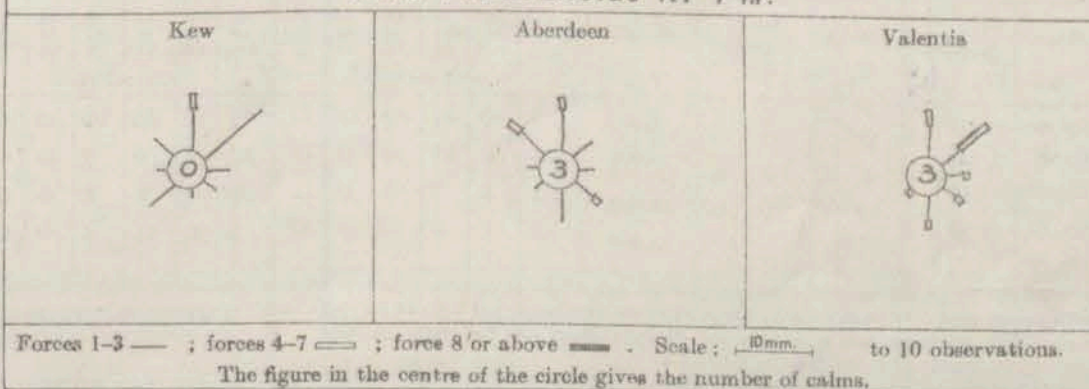 Kew
Aberdeen
Valentia
0
3
3
Forces 1-3 ; forces 4-7 ; force 8 or above . Scale ; 10mm. to 10 observations.
The figure in the centre of the circle gives the number of calms.